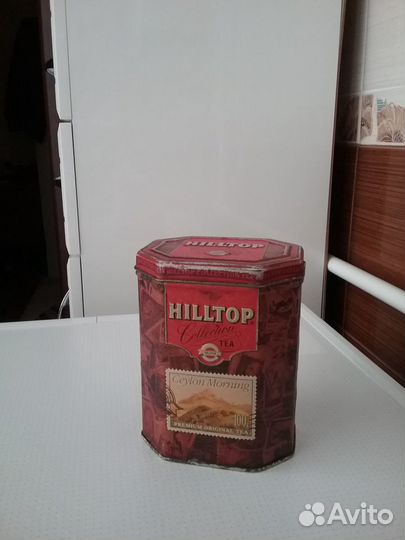 HILLTOP
HILLTOP
Collection
TEA
Ceylon Morning
100
PREMIUM ORIGINAL TEA
Avito